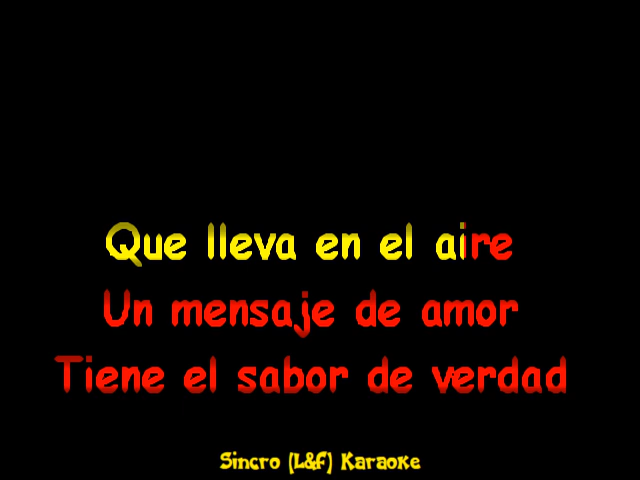 Que lleva en el aire
Un mensaje de amor
Tiene el sabor de verdad
Sincro (L&F) Karaoke